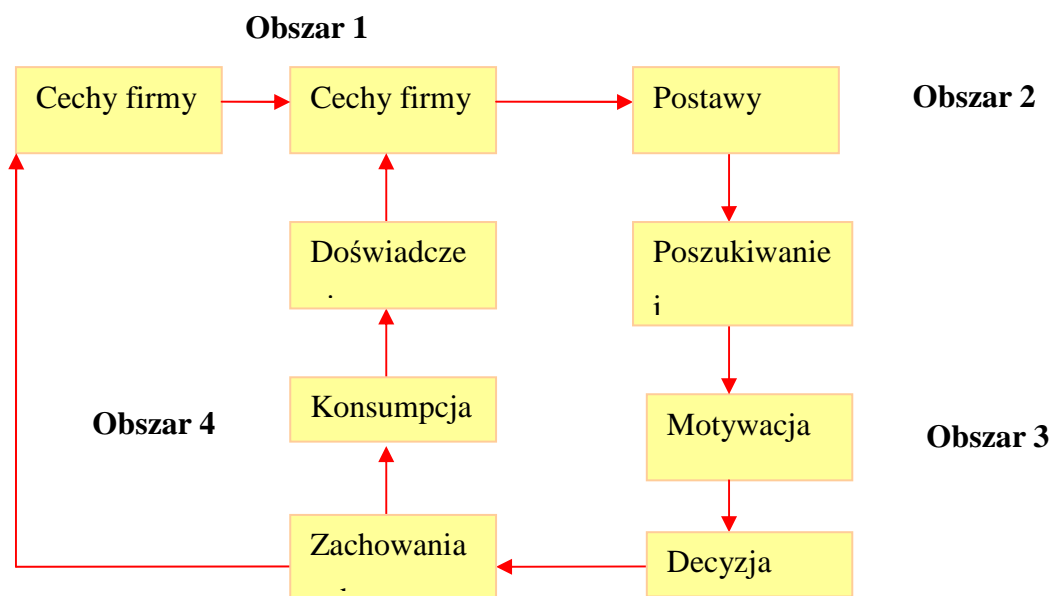 Obszar 1
Cechy firmy
Cechy firmy
Postawy
Obszar 2
Doświadcze
Poszukiwanie
i
Konsumpcja
Obszar 4
Motywacja
Obszar 3
Zachowania
Decyzja